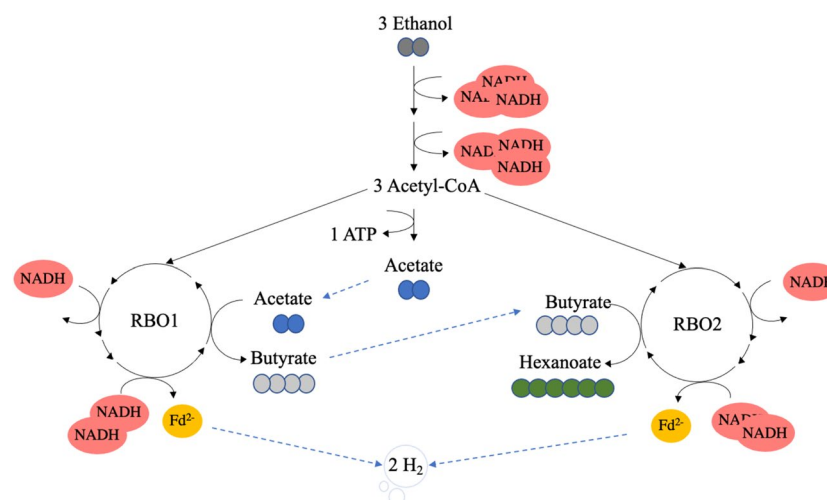 3 Ethanol
NADH
NADH
NADH
NADH
3 Acetyl-CoA
1 ATP
Acetate
NADH
RBO1
Acetate
Butyrate
NADH
NADH
Fd²⁻
Butyrate
Hexanoate
RBO2
Fd²⁻
NADH
2 H₂